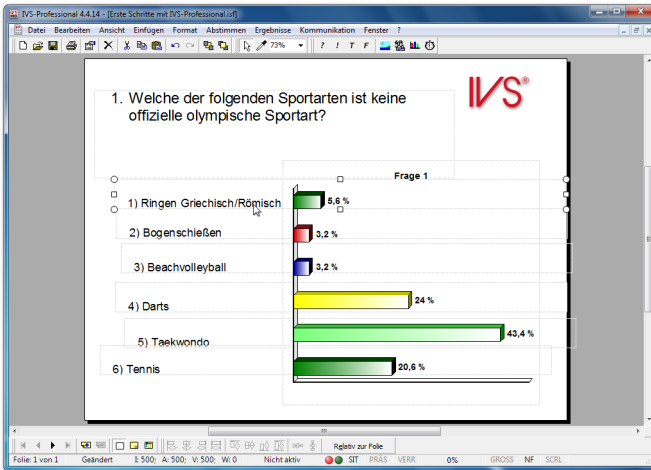 IVS-Professional 4.4.14 - [Erste Schritte mit IVS-Professional.isf]
Datei Bearbeiten Ansicht Einfügen Format Abstimmen Ergebnisse Kommunikation Fenster ?
73% ? ! T F
IVS®
1. Welche der folgenden Sportarten ist keine
offizielle olympische Sportart?
Frage 1
1) Ringen Griechisch/Römisch 5,6 %
2) Bogenschießen 3,2 %
3) Beachvolleyball 3,2 %
4) Darts 24 %
5) Taekwondo 43,4 %
6) Tennis 20,6 %
Relativ zur Folie
Folie: 1 von 1 Geändert I: 500; A: 500; V: 500; W: 0 Nicht aktiv SIT PRÄS VERR 0% GROSS NF SCRL